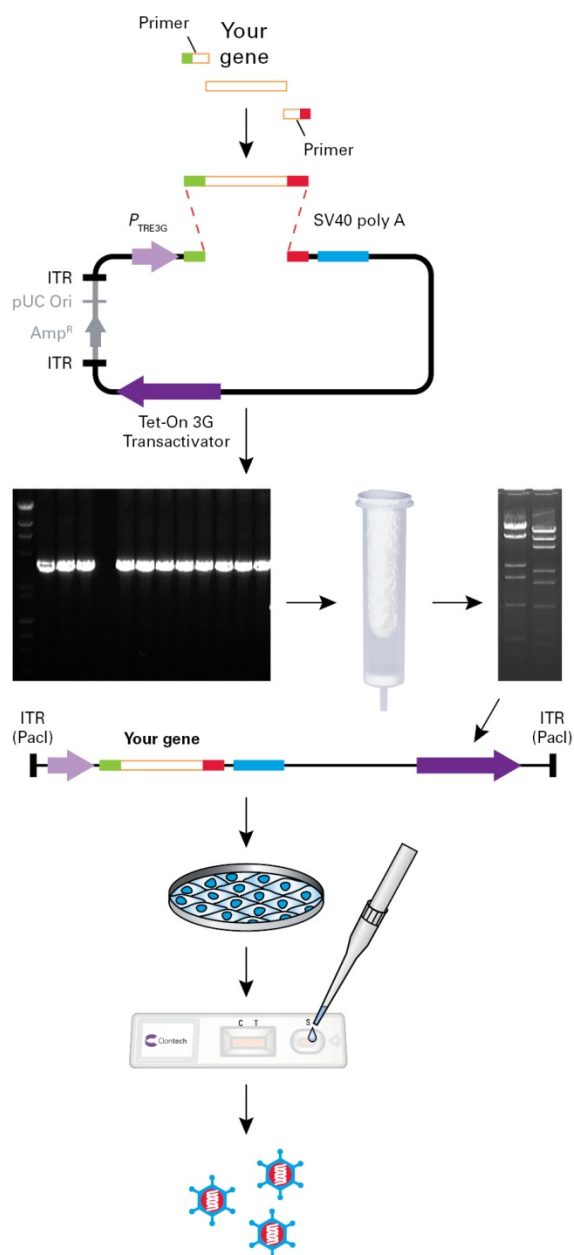 Primer
Your
gene
Primer
P TRE3G
SV40 poly A
ITR
pUC Ori
Amp^R
ITR
Tet-On 3G
Transactivator
ITR
(PacI)
Your gene
ITR
(PacI)
C T
S
Clontech